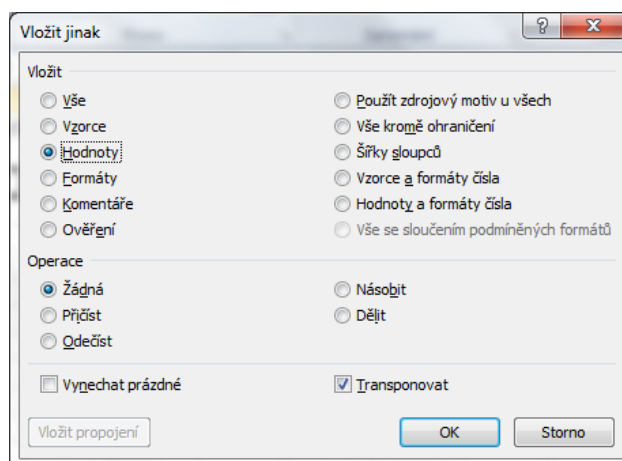 Vložit jinak
Vložit
Vše
Použít zdrojový motiv u všech
Vzorce
Vše kromě ohraničení
Hodnoty
Šířky sloupců
Formáty
Vzorce a formáty čísla
Komentáře
Hodnoty a formáty čísla
Ověření
Vše se sloučením podmíněných formátů
Operace
Žádná
Násobit
Přičíst
Dělit
Odečíst
Vynechat prázdné
Transponovat
Vložit propojení
OK
Storno